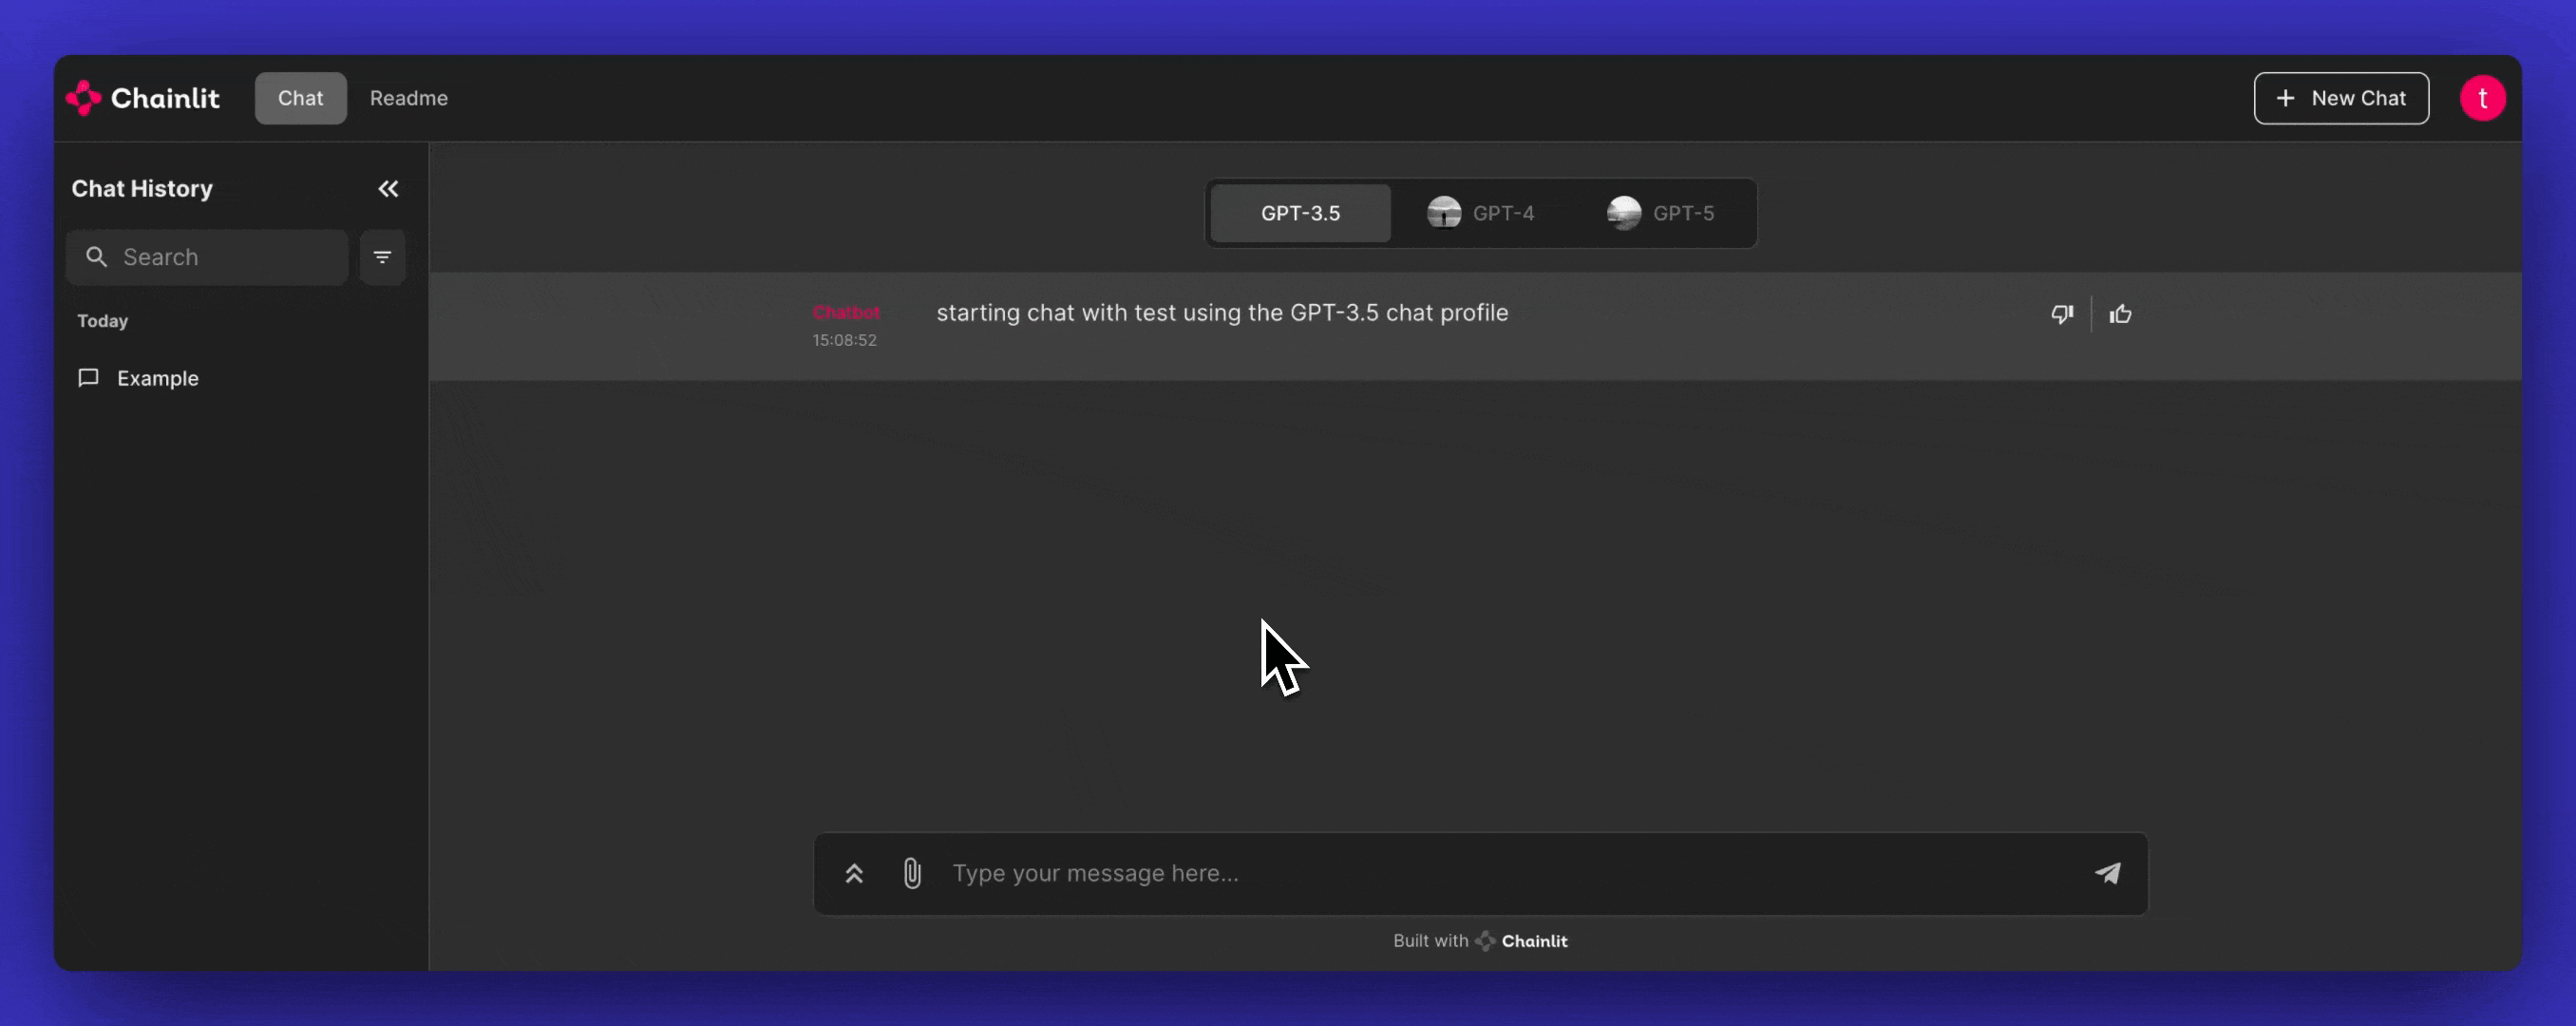 Chainlit
Chat
Readme
New Chat
t
Chat History
Search
Today
Example
GPT-3.5
GPT-4
GPT-5
Chatbot
starting chat with test using the GPT-3.5 chat profile
15:08:52
Type your message here...
Built with Chainlit